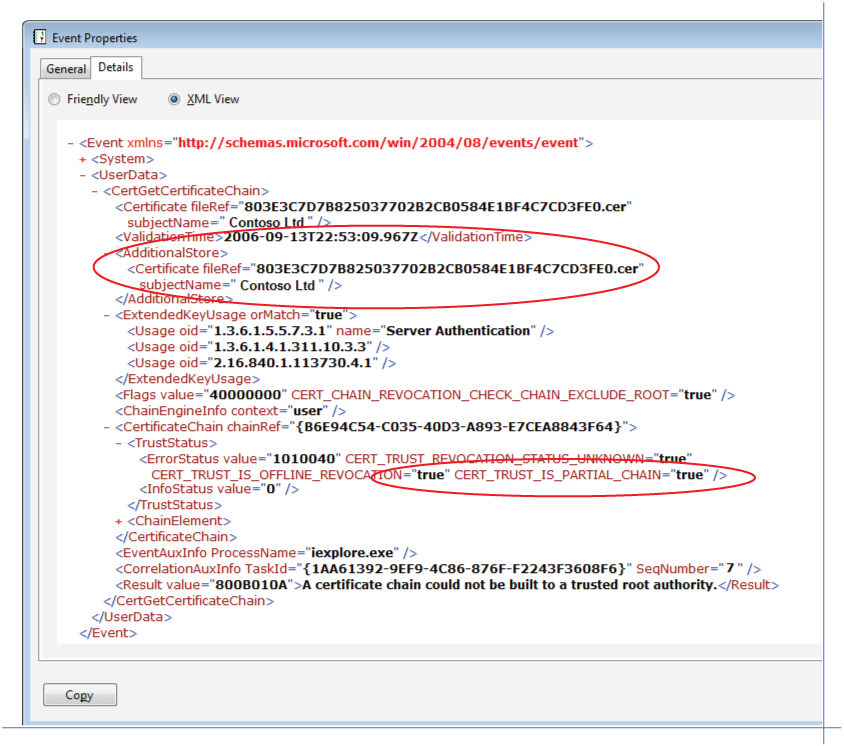 Event Properties
General Details
Friendly View XML View
- <Event xmlns="http://schemas.microsoft.com/win/2004/08/events/event">
+ <System>
- <UserData>
- <CertGetCertificateChain>
<Certificate fileRef="803E3C7D7B825037702B2CB0584E1BF4C7CD3FE0.cer"
subjectName=" Contoso Ltd " />
<ValidationTime>2006-09-13T22:53:09.967Z</ValidationTime>
- <AdditionalStore>
<Certificate fileRef="803E3C7D7B825037702B2CB0584E1BF4C7CD3FE0.cer"
subjectName=" Contoso Ltd " />
</AdditionalStore>
- <ExtendedKeyUsage orMatch="true">
<Usage oid="1.3.6.1.5.5.7.3.1" name="Server Authentication" />
<Usage oid="1.3.6.1.4.1.311.10.3.3" />
<Usage oid="2.16.840.1.113730.4.1" />
</ExtendedKeyUsage>
<Flags value="40000000" CERT_CHAIN_REVOCATION_CHECK_CHAIN_EXCLUDE_ROOT="true" />
<ChainEngineInfo context="user" />
- <CertificateChain chainRef="{B6E94C54-C035-40D3-A893-E7CEA8843F64}">
- <TrustStatus>
<ErrorStatus value="1010040" CERT_TRUST_REVOCATION_STATUS_UNKNOWN="true"
CERT_TRUST_IS_OFFLINE_REVOCATION="true" CERT_TRUST_IS_PARTIAL_CHAIN="true" />
<InfoStatus value="0" />
</TrustStatus>
+ <ChainElement>
</CertificateChain>
<EventAuxInfo ProcessName="iexplore.exe" />
<CorrelationAuxInfo TaskId="{1AA61392-9EF9-4C86-876F-F2243F3608F6}" SeqNumber="7 " />
<Result value="800B010A">A certificate chain could not be built to a trusted root authority.</Result>
</CertGetCertificateChain>
</UserData>
</Event>
Copy